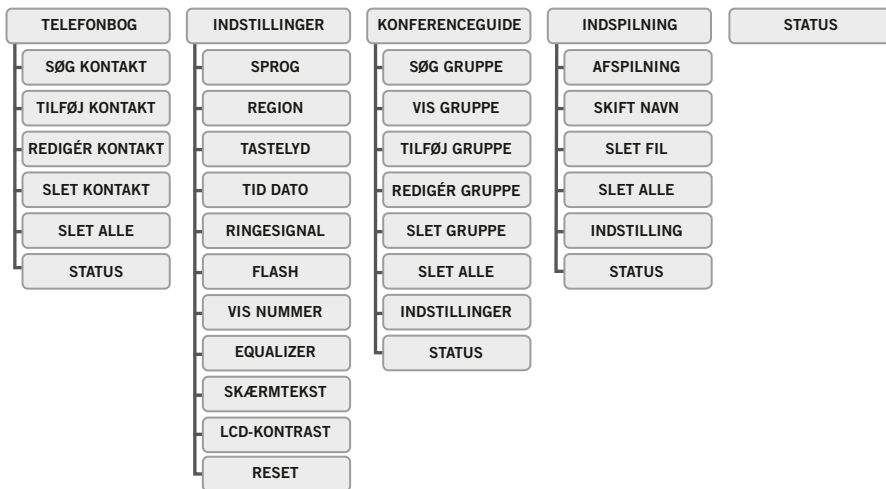 TELEFONBOG
SØG KONTAKT
TILFØJ KONTAKT
REDIGÉR KONTAKT
SLET KONTAKT
SLET ALLE
STATUS
INDSTILLINGER
SPROG
REGION
TASTELYD
TID DATO
RINGESIGNAL
FLASH
VIS NUMMER
EQUALIZER
SKÆRMTEKST
LCD-KONTRAST
RESET
KONFERENCEGUIDE
SØG GRUPPE
VIS GRUPPE
TILFØJ GRUPPE
REDIGÉR GRUPPE
SLET GRUPPE
SLET ALLE
INDSTILLINGER
STATUS
INDSPILNING
AFSPILNING
SKIFT NAVN
SLET FIL
SLET ALLE
INDSTILLING
STATUS
STATUS